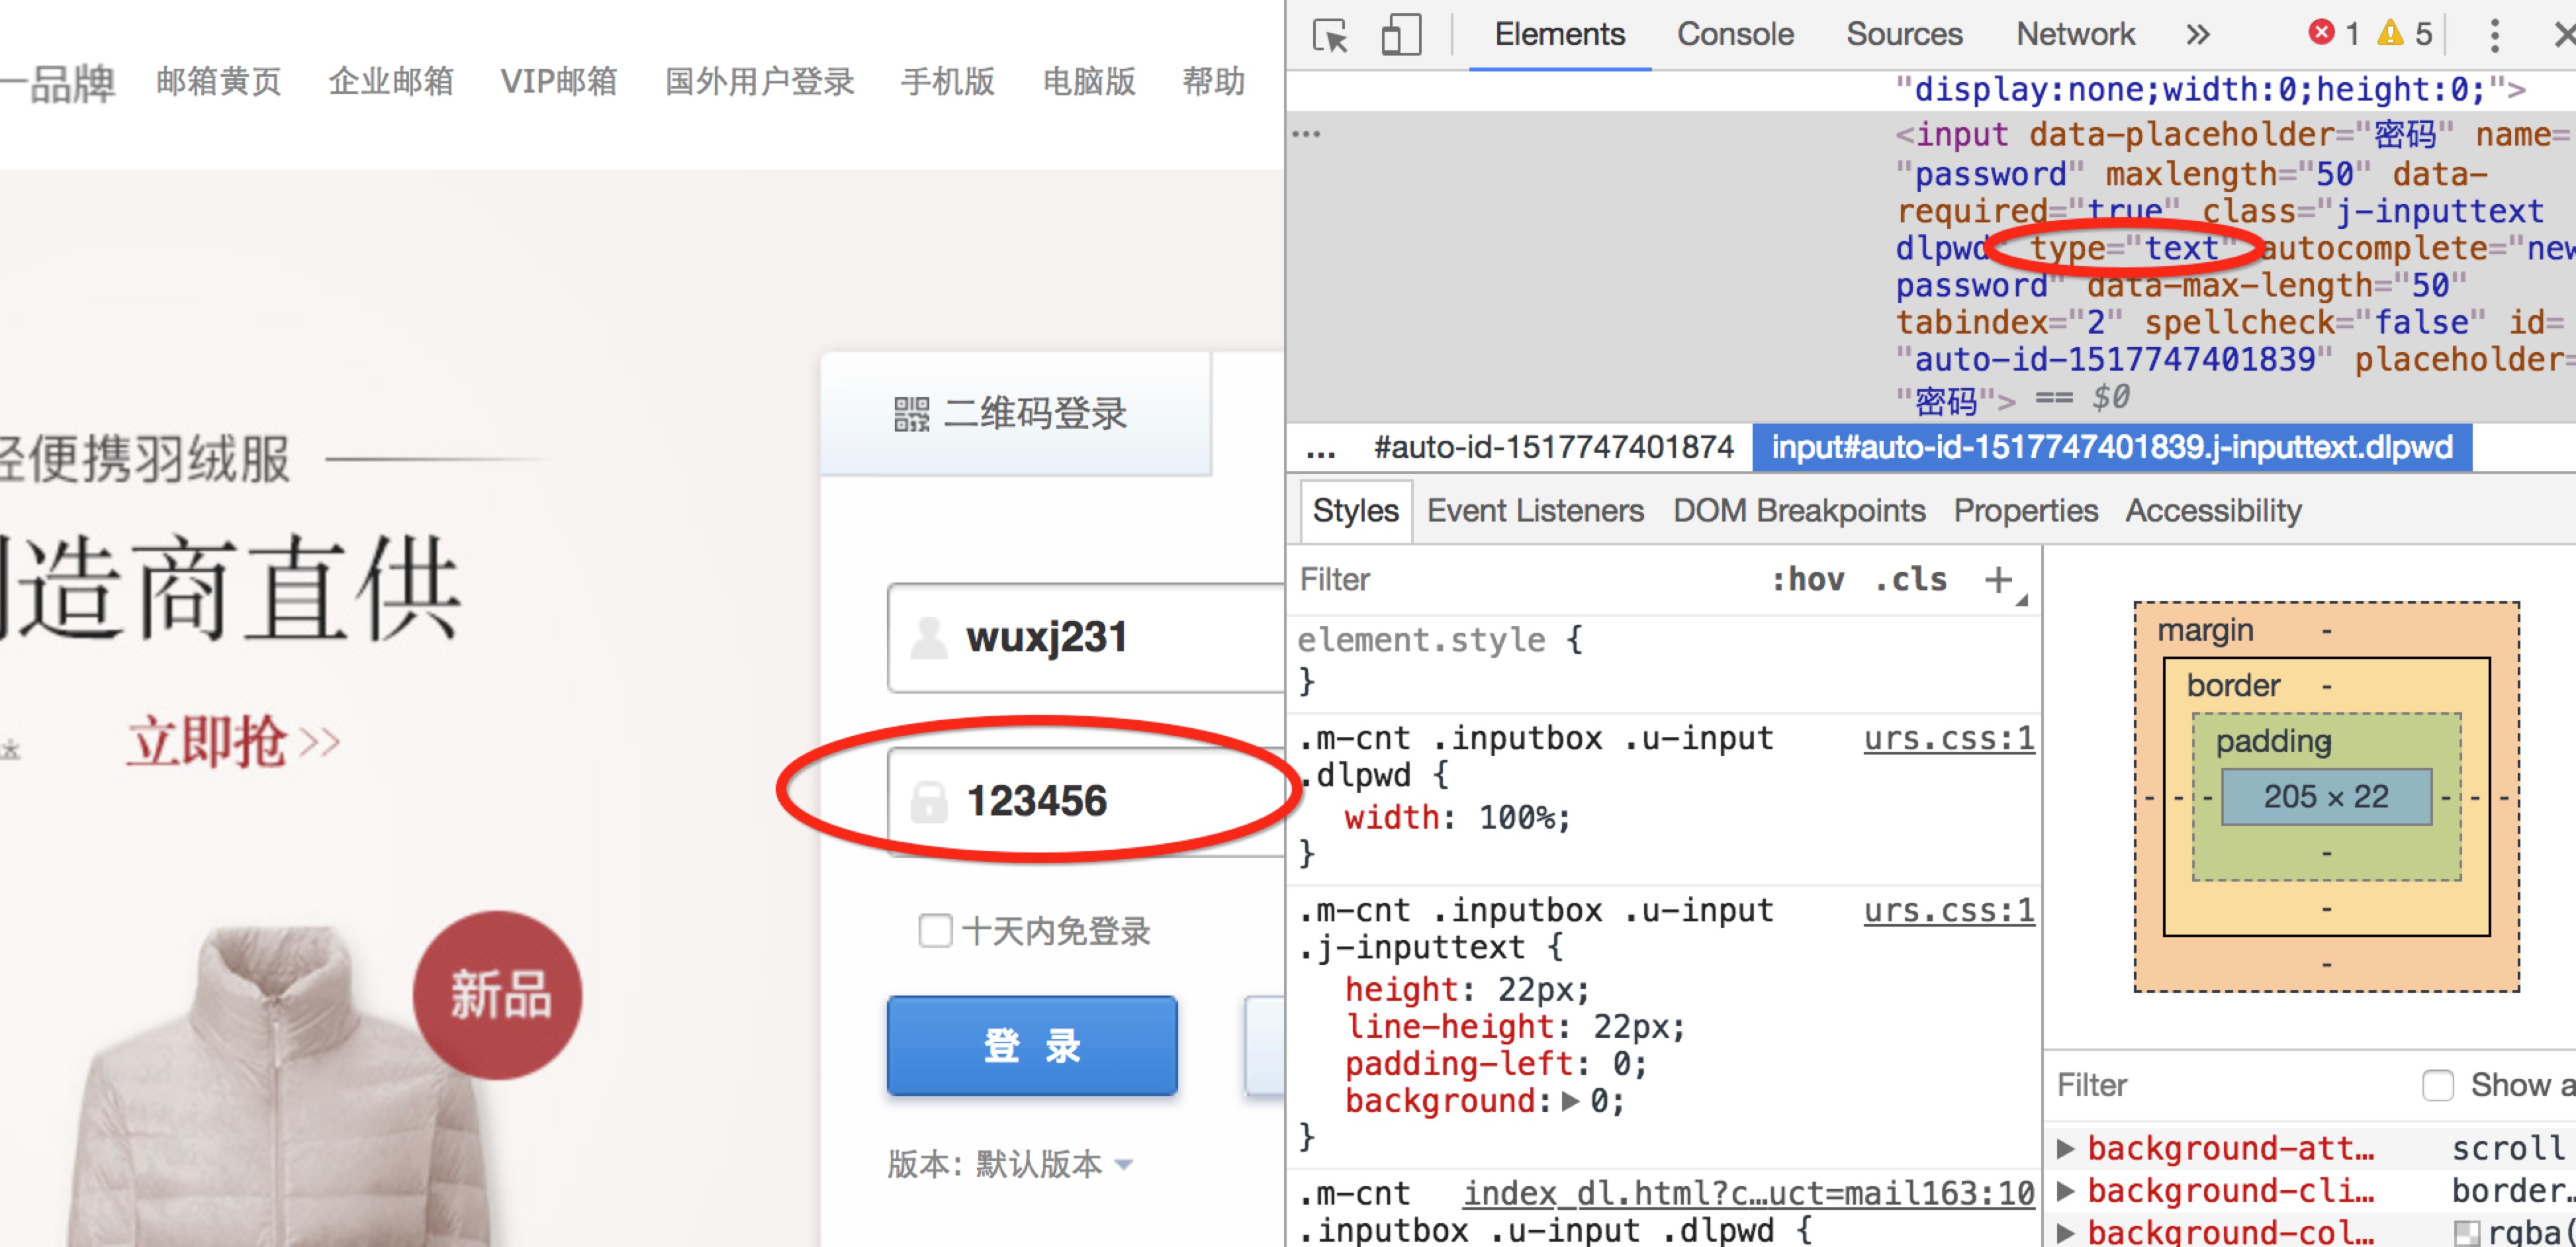 一品牌 邮箱黄页 企业邮箱 VIP邮箱 国外用户登录 手机版 电脑版 帮助
轻便携羽绒服
制造商直供
立即抢>>
新品
二维码登录
wuxj231
123456
十天内免登录
登 录
版本: 默认版本
Elements Console Sources Network » 1 5
"display:none;width:0;height:0;">
... <input data-placeholder="密码" name=
"password" maxlength="50" data-
required="true" class="j-inputtext
dlpwd" type="text" autocomplete="new
password" data-max-length="50"
tabindex="2" spellcheck="false" id=
"auto-id-1517747401839" placeholder=
"密码"> == $0
... #auto-id-1517747401874 input#auto-id-1517747401839.j-inputtext.dlpwd
Styles Event Listeners DOM Breakpoints Properties Accessibility
Filter :hov .cls +
element.style {
}
.m-cnt .inputbox .u-input urs.css:1
.dlpwd {
width: 100%;
}
.m-cnt .inputbox .u-input urs.css:1
.j-inputtext {
height: 22px;
line-height: 22px;
padding-left: 0;
background: ▶ 0;
}
.m-cnt index_dl.html?c…uct=mail163:10
.inputbox .u-input .dlpwd {
margin -
border -
padding
- - - 205 × 22 - - -
-
-
-
Filter Show a
▶ background-att… scroll
▶ background-cli… border…
▶ background-col… rgba(